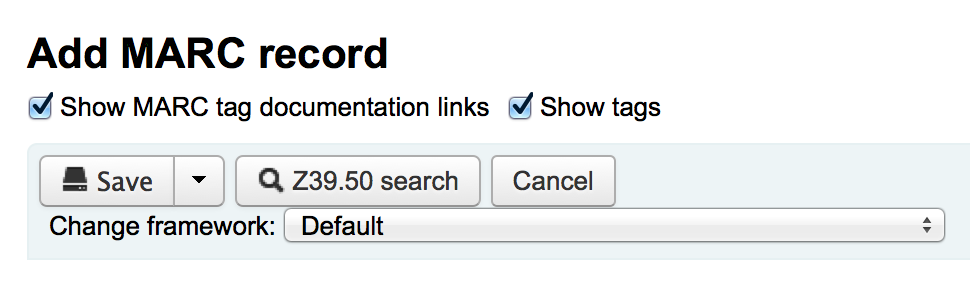 Add MARC record
Show MARC tag documentation links Show tags
Save Z39.50 search Cancel
Change framework: Default